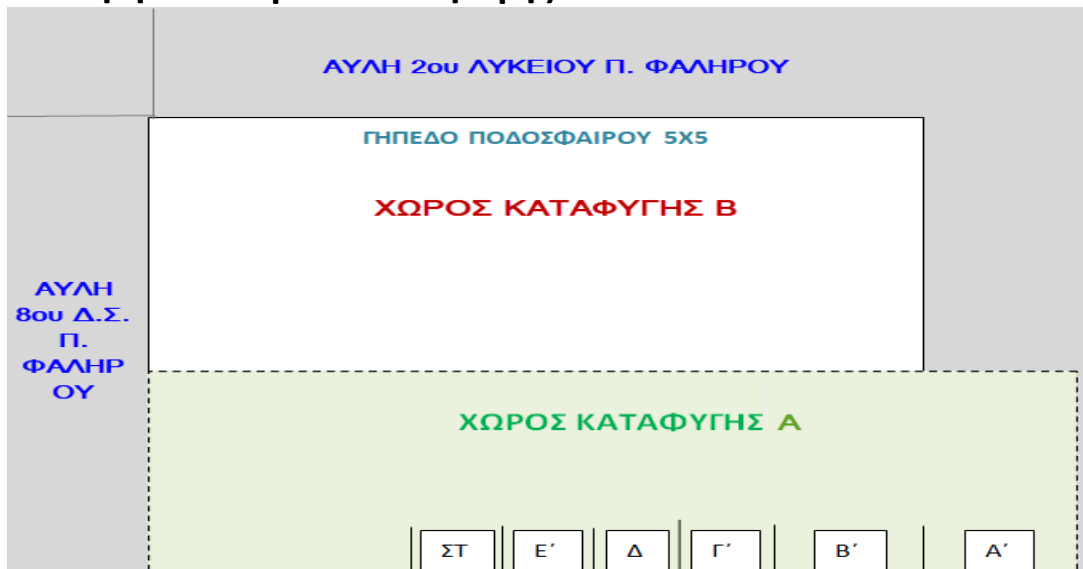 ΑΥΛΗ 2ου ΛΥΚΕΙΟΥ Π. ΦΑΛΗΡΟΥ
ΓΗΠΕΔΟ ΠΟΔΟΣΦΑΙΡΟΥ 5Χ5
ΧΩΡΟΣ ΚΑΤΑΦΥΓΗΣ Β
ΑΥΛΗ
8ου Δ.Σ.
Π.
ΦΑΛΗΡ
ΟΥ
ΧΩΡΟΣ ΚΑΤΑΦΥΓΗΣ Α
ΣΤ Ε΄ Δ Γ΄ Β΄ Α΄